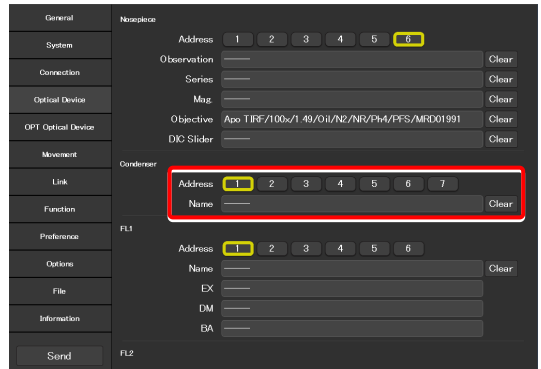 General
System
Connection
Optical Device
OPT Optical Device
Movement
Link
Function
Preference
Options
File
Information
Send
Nosepiece
Address 1 2 3 4 5 6
Observation ---- Clear
Series ---- Clear
Mag. ---- Clear
Objective Apo TIRF/100x/1.49/Oil/N2/NR/Ph4/PFS/MRD01991 Clear
DIC Slider ---- Clear
Condenser
Address 1 2 3 4 5 6 7
Name ---- Clear
FL1
Address 1 2 3 4 5 6
Name ---- Clear
EX ----
DM ----
BA ----
FL2